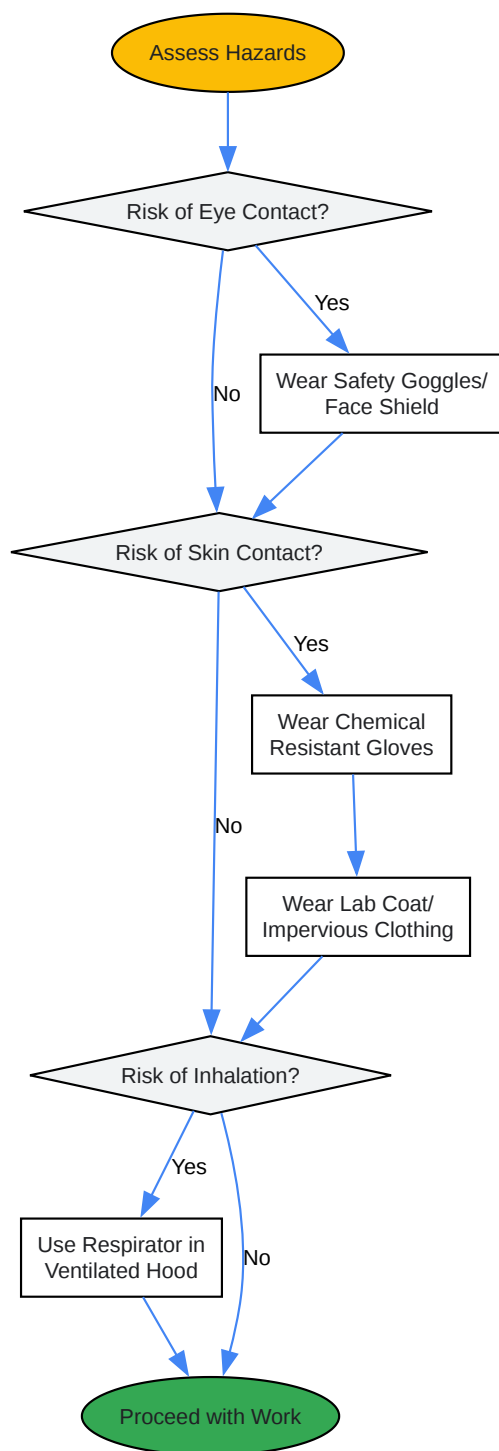 Assess Hazards
Risk of Eye Contact?
Yes
Wear Safety Goggles/
Face Shield
No
Risk of Skin Contact?
Yes
Wear Chemical
Resistant Gloves
No
Wear Lab Coat/
Impervious Clothing
Risk of Inhalation?
Yes
Use Respirator in
Ventilated Hood
No
Proceed with Work